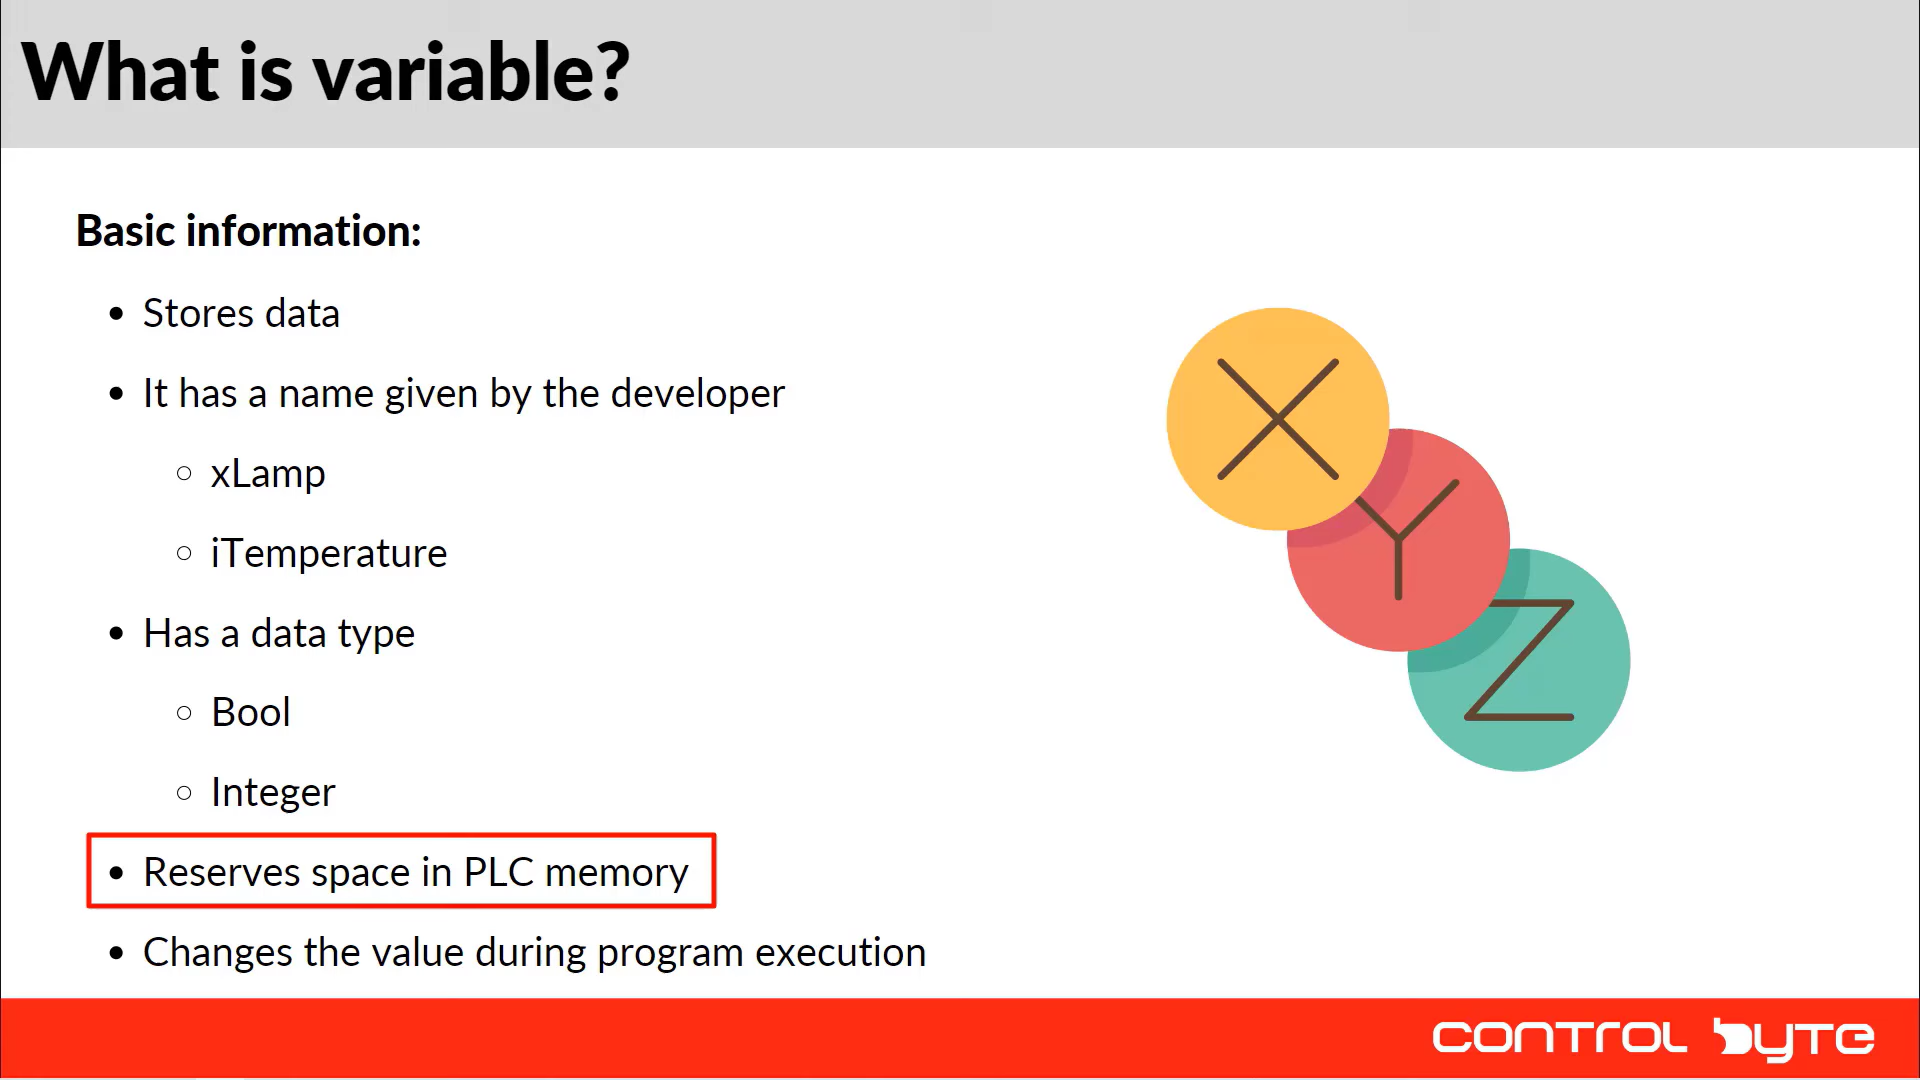 What is variable?
Basic information:
• Stores data
• It has a name given by the developer
○ xLamp
○ iTemperature
• Has a data type
○ Bool
○ Integer
• Reserves space in PLC memory
• Changes the value during program execution
X
Y
Z
CONTROL BYTE